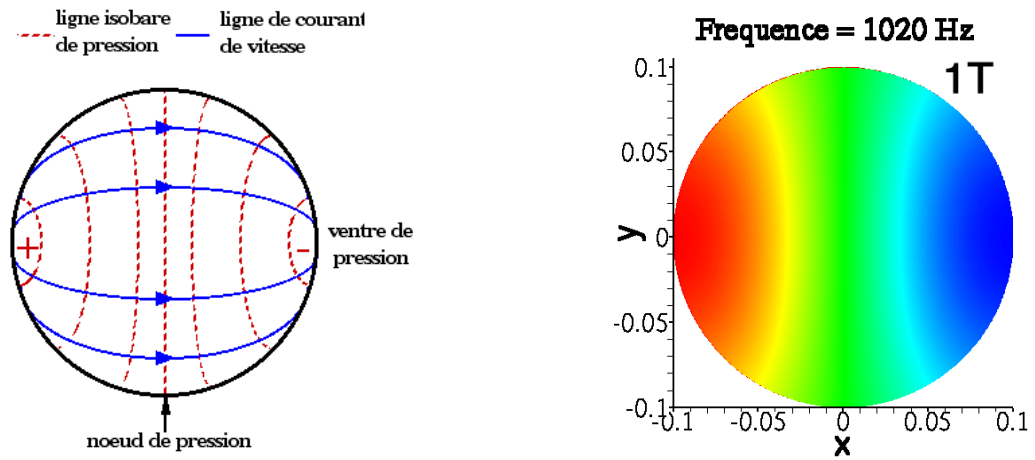 ligne isobare
de pression
ligne de courant
de vitesse
+
-
ventre de
pression
noeud de pression
Frequence = 1020 Hz
1T
0.1
0.05
0
-0.05
-0.1
y
-0.1
-0.05
0
0.05
0.1
x